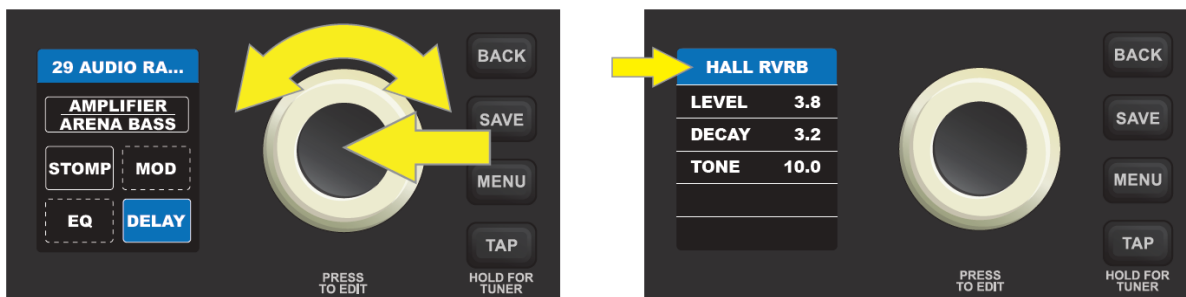 29 AUDIO RA...
AMPLIFIER
ARENA BASS
STOMP MOD
EQ DELAY
BACK
SAVE
MENU
TAP
PRESS
TO EDIT
HOLD FOR
TUNER
HALL RVRB
LEVEL 3.8
DECAY 3.2
TONE 10.0
BACK
SAVE
MENU
TAP
PRESS
TO EDIT
HOLD FOR
TUNER